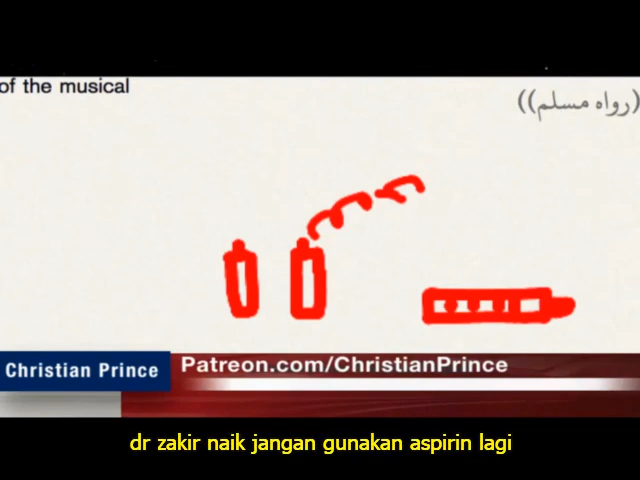 of the musical
(رواه مسلم))
Christian Prince
Patreon.com/ChristianPrince
dr zakir naik jangan gunakan aspirin lagi